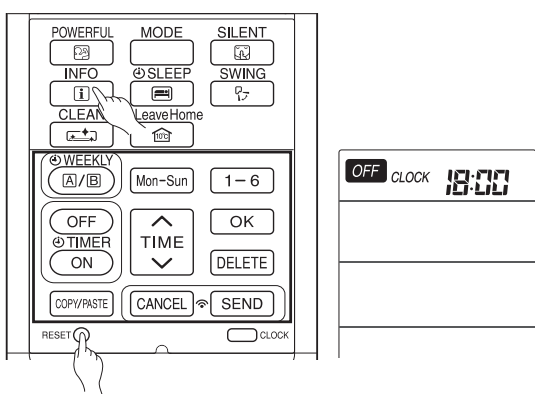 POWERFUL MODE SILENT
INFO SLEEP SWING
i
CLEAN LeaveHome
10°C
WEEKLY
A/B Mon-Sun 1-6
OFF TIME OK
TIMER
ON DELETE
COPY/PASTE CANCEL SEND
RESET CLOCK
OFF CLOCK 18:00